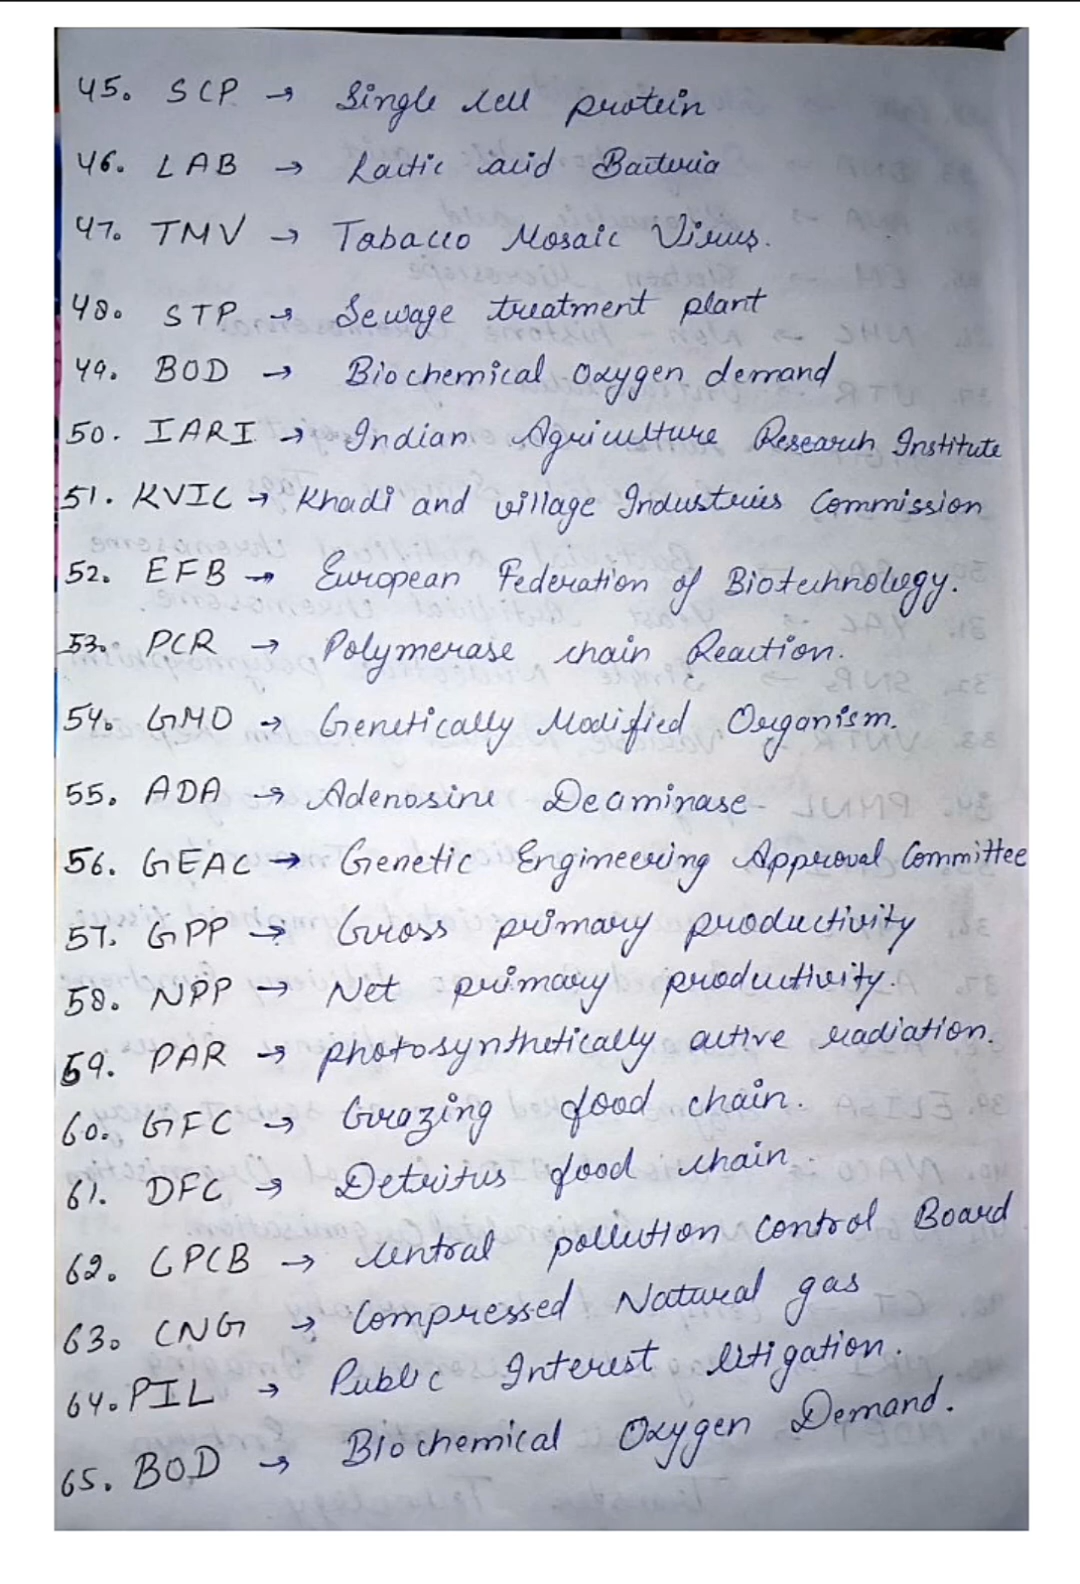 45. SCP → Single cell protein
46. LAB → Lactic acid Bacteria
47. TMV → Tobacco Mosaic Virus.
48. STP → Sewage treatment plant
49. BOD → Biochemical Oxygen demand
50. IARI → Indian Agriculture Research Institute
51. KVIC → Khadi and village Industries Commission
52. EFB → European Federation of Biotechnology.
53. PCR → Polymerase chain Reaction.
54. GMO → Genetically Modified Organism.
55. ADA → Adenosine Deaminase
56. GEAC → Genetic Engineering Approval Committee
57. GPP → Gross primary productivity
58. NPP → Net primary productivity.
59. PAR → photosynthetically active radiation.
60. GFC → Grazing food chain.
61. DFC → Detritus food chain.
62. CPCB → Central pollution Control Board
63. CNG → Compressed Natural gas
64. PIL → Public Interest litigation.
65. BOD → Biochemical Oxygen Demand.